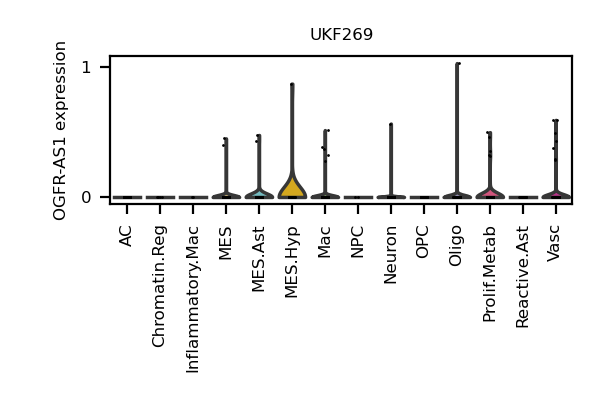 UKF269
OGFR-AS1 expression
1
0
AC
Chromatin.Reg
Inflammatory.Mac
MES
MES.Ast
MES.Hyp
Mac
NPC
Neuron
OPC
Oligo
Prolif.Metab
Reactive.Ast
Vasc